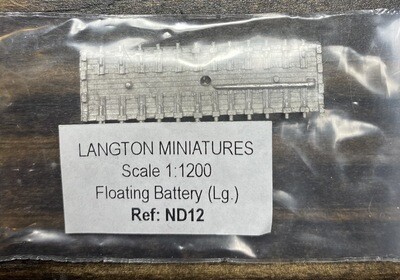 LANGTON MINIATURES
Scale 1:1200
Floating Battery (Lg.)
Ref: ND12